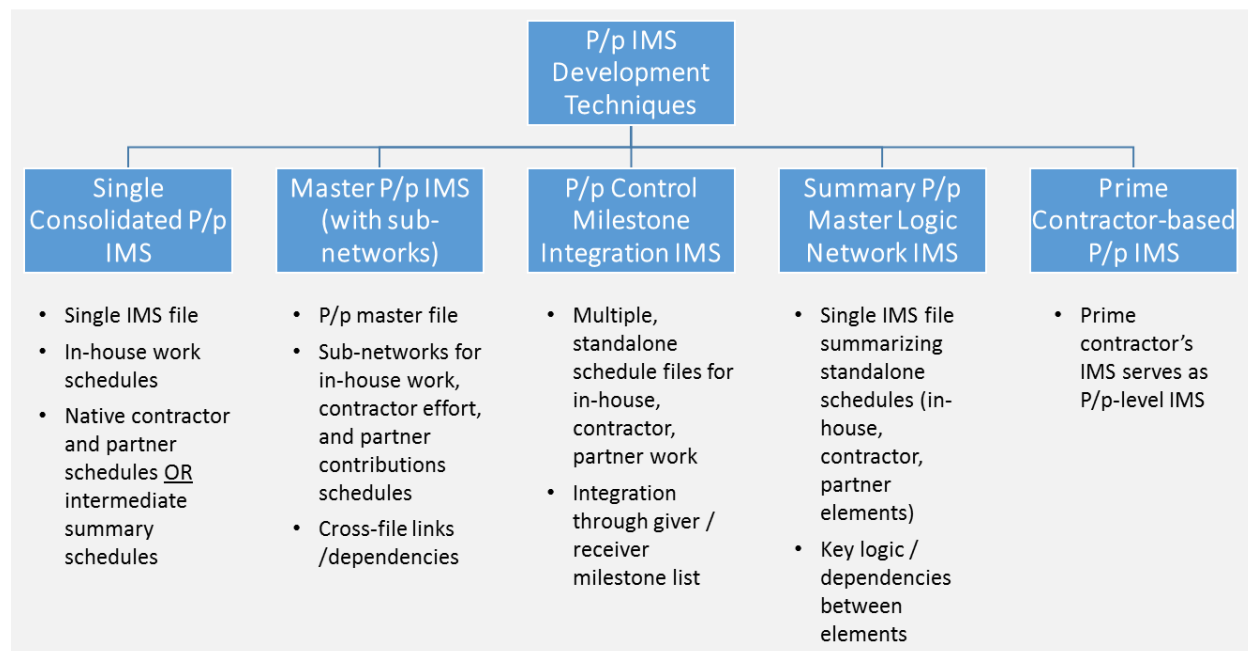 P/p IMS
Development
Techniques
Single
Consolidated P/p
IMS
Master P/p IMS
(with sub-
networks)
P/p Control
Milestone
Integration IMS
Summary P/p
Master Logic
Network IMS
Prime
Contractor-based
P/p IMS
• Single IMS file
• In-house work
schedules
• Native contractor
and partner
schedules OR
intermediate
summary
schedules
• P/p master file
• Sub-networks for
in-house work,
contractor effort,
and partner
contributions
schedules
• Cross-file links
/dependencies
• Multiple,
standalone
schedule files for
in-house,
contractor,
partner work
• Integration
through giver /
receiver
milestone list
• Single IMS file
summarizing
standalone
schedules (in-
house,
contractor,
partner
elements)
• Key logic /
dependencies
between
elements
• Prime
contractor’s
IMS serves as
P/p-level IMS